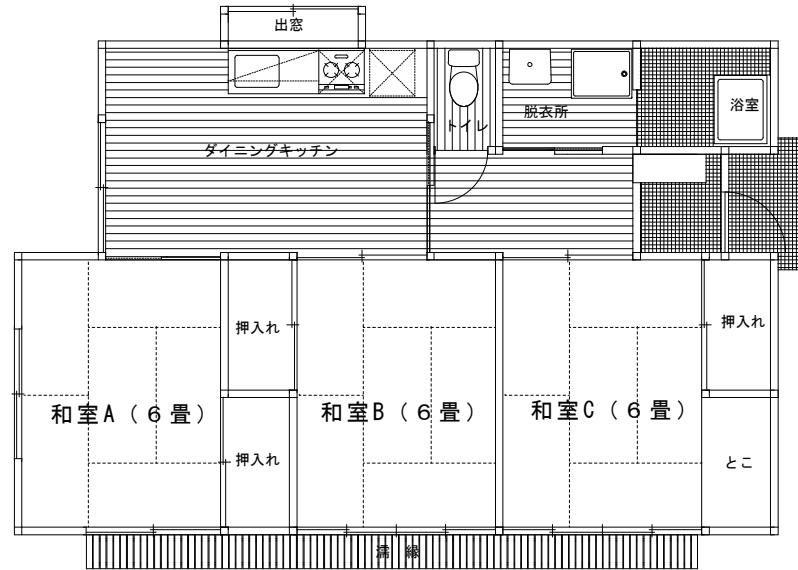 出窓
浴室
脱衣所
トイレ
ダイニングキッチン
押入れ
押入れ
和室A（６畳）
和室B（６畳）
和室C（６畳）
押入れ
とこ
濡 縁